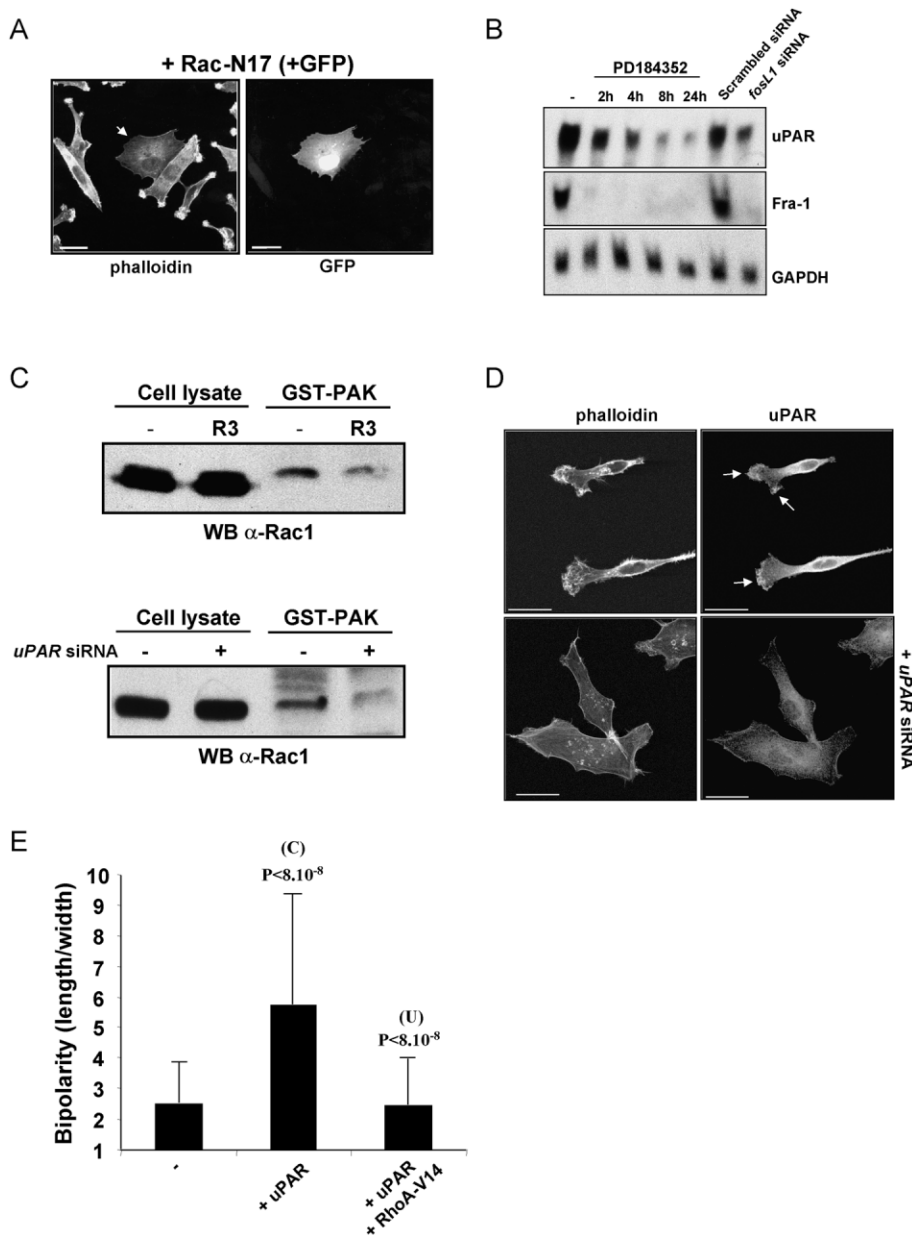 A
+ Rac-N17 (+GFP)
phalloidin
GFP
B
PD184352
Scrambled siRNA
fosL1 siRNA
- 2h 4h 8h 24h
uPAR
Fra-1
GAPDH
C
Cell lysate GST-PAK
- R3 - R3
WB α-Rac1
Cell lysate GST-PAK
uPAR siRNA - + - +
WB α-Rac1
D
phalloidin uPAR
+ uPAR siRNA
E
Bipolarity (length/width)
10
9
8
7
6
5
4
3
2
1
(C)
P<8.10-8
(U)
P<8.10-8
-
+ uPAR
+ uPAR
+ RhoA-V14